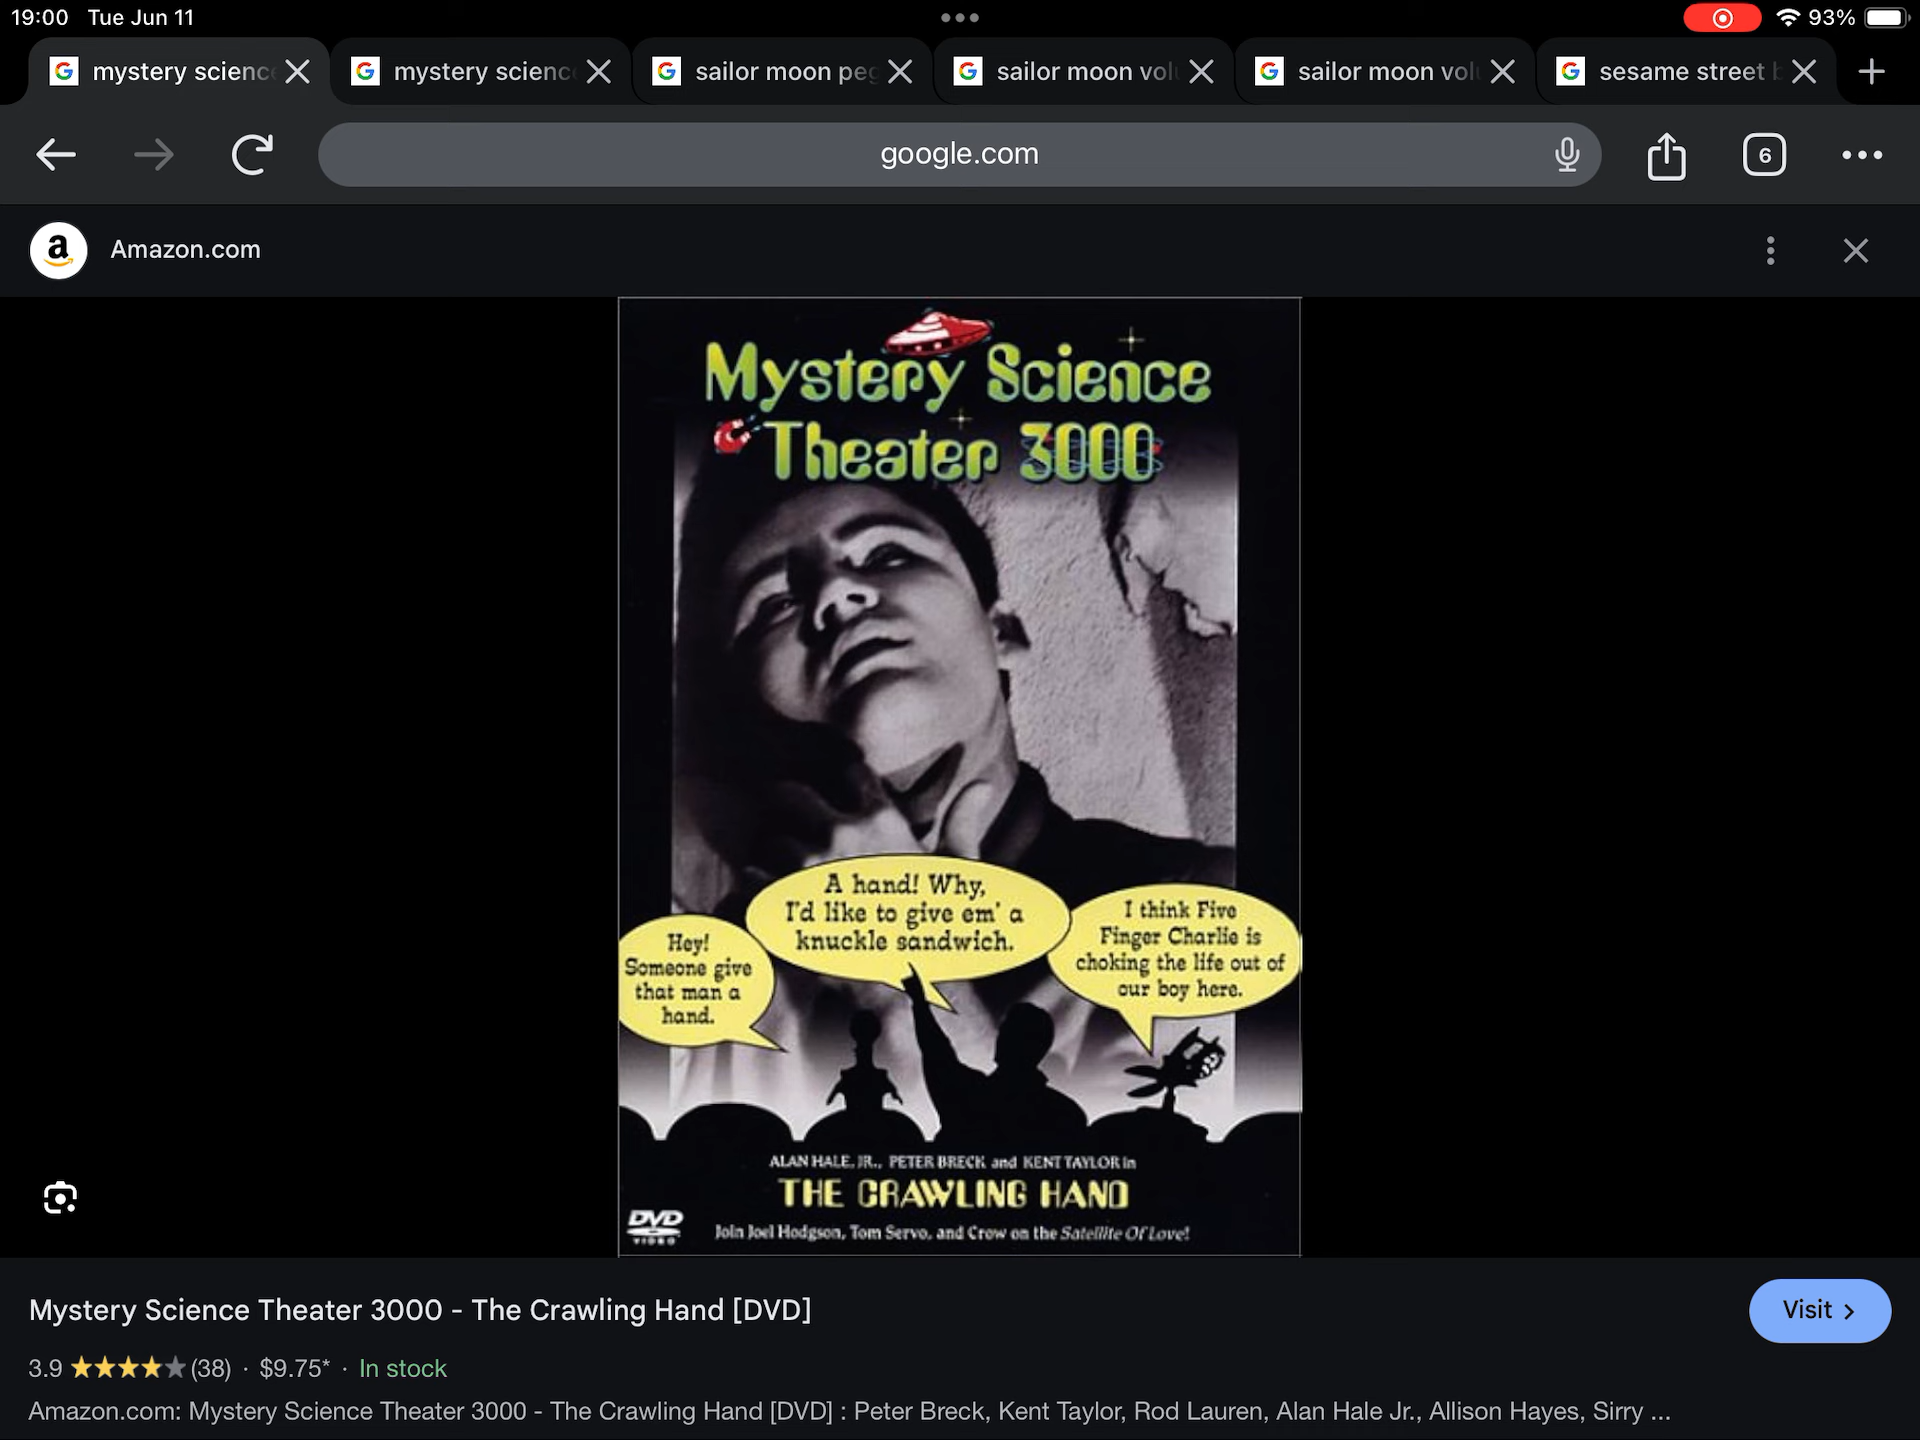 19:00 Tue Jun 11
93%
mystery scienc
mystery scienc
sailor moon peg
sailor moon vol
sailor moon vol
sesame street b
google.com
6
Amazon.com
Mystery Science
Theater 3000
A hand! Why,
I'd like to give em' a
knuckle sandwich.
I think Five
Finger Charlie is
choking the life out of
our boy here.
Hey!
Someone give
that man a
hand.
ALAN HALE, JR., PETER BRECK and KENT TAYLOR in
THE CRAWLING HAND
DVD
VIDEO
Join Joel Hodgson, Tom Servo, and Crow on the Satellite Of Love!
Mystery Science Theater 3000 - The Crawling Hand [DVD]
Visit
3.9 (38) · $9.75* · In stock
Amazon.com: Mystery Science Theater 3000 - The Crawling Hand [DVD] : Peter Breck, Kent Taylor, Rod Lauren, Alan Hale Jr., Allison Hayes, Sirry ...